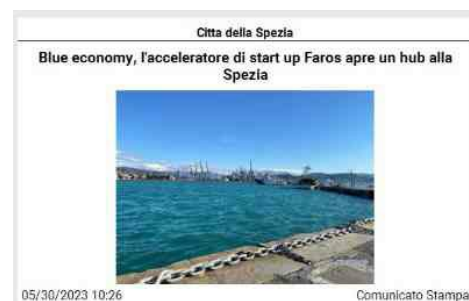 Citta della Spezia
Blue economy, l'acceleratore di start up Faros apre un hub alla
Spezia
05/30/2023 10:26
Comunicato Stampa